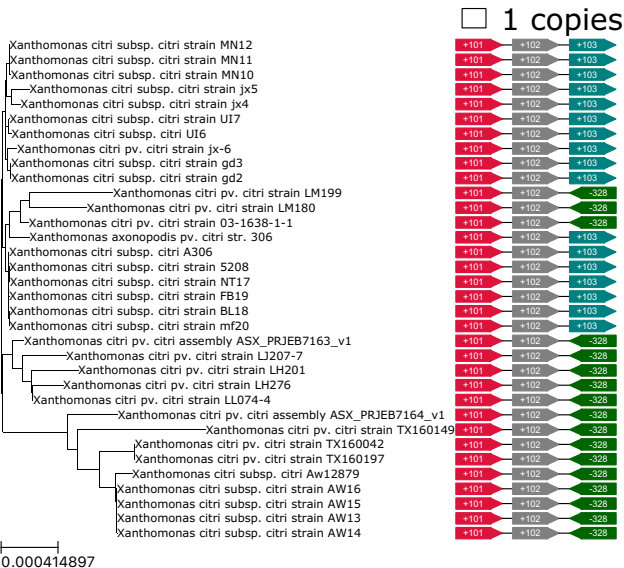 1 copies
Xanthomonas citri subsp. citri strain MN12 +101 +102 +103
Xanthomonas citri subsp. citri strain MN11 +101 +102 +103
Xanthomonas citri subsp. citri strain MN10 +101 +102 +103
Xanthomonas citri subsp. citri strain jx5 +101 +102 +103
Xanthomonas citri subsp. citri strain jx4 +101 +102 +103
Xanthomonas citri subsp. citri strain UI7 +101 +102 +103
Xanthomonas citri subsp. citri UI6 +101 +102 +103
Xanthomonas citri pv. citri strain jx-6 +101 +102 +103
Xanthomonas citri subsp. citri strain gd3 +101 +102 +103
Xanthomonas citri subsp. citri strain gd2 +101 +102 +103
Xanthomonas citri pv. citri strain LM199 +101 +102 -328
Xanthomonas citri pv. citri strain LM180 +101 +102 -328
Xanthomonas citri pv. citri strain 03-1638-1-1 +101 +102 -328
Xanthomonas axonopodis pv. citri str. 306 +101 +102 +103
Xanthomonas citri subsp. citri A306 +101 +102 +103
Xanthomonas citri subsp. citri strain 5208 +101 +102 +103
Xanthomonas citri subsp. citri strain NT17 +101 +102 +103
Xanthomonas citri subsp. citri strain FB19 +101 +102 +103
Xanthomonas citri subsp. citri strain BL18 +101 +102 +103
Xanthomonas citri subsp. citri strain mf20 +101 +102 +103
Xanthomonas citri pv. citri assembly ASX_PRJEB7163_v1 +101 +102 -328
Xanthomonas citri pv. citri strain LJ207-7 +101 +102 -328
Xanthomonas citri pv. citri strain LH201 +101 +102 -328
Xanthomonas citri pv. citri strain LH276 +101 +102 -328
Xanthomonas citri pv. citri strain LL074-4 +101 +102 -328
Xanthomonas citri pv. citri assembly ASX_PRJEB7164_v1 +101 +102 -328
Xanthomonas citri pv. citri strain TX160149 +101 +102 -328
Xanthomonas citri pv. citri strain TX160042 +101 +102 -328
Xanthomonas citri pv. citri strain TX160197 +101 +102 -328
Xanthomonas citri subsp. citri Aw12879 +101 +102 -328
Xanthomonas citri subsp. citri strain AW16 +101 +102 -328
Xanthomonas citri subsp. citri strain AW15 +101 +102 -328
Xanthomonas citri subsp. citri strain AW13 +101 +102 -328
Xanthomonas citri subsp. citri strain AW14 +101 +102 -328
0.000414897